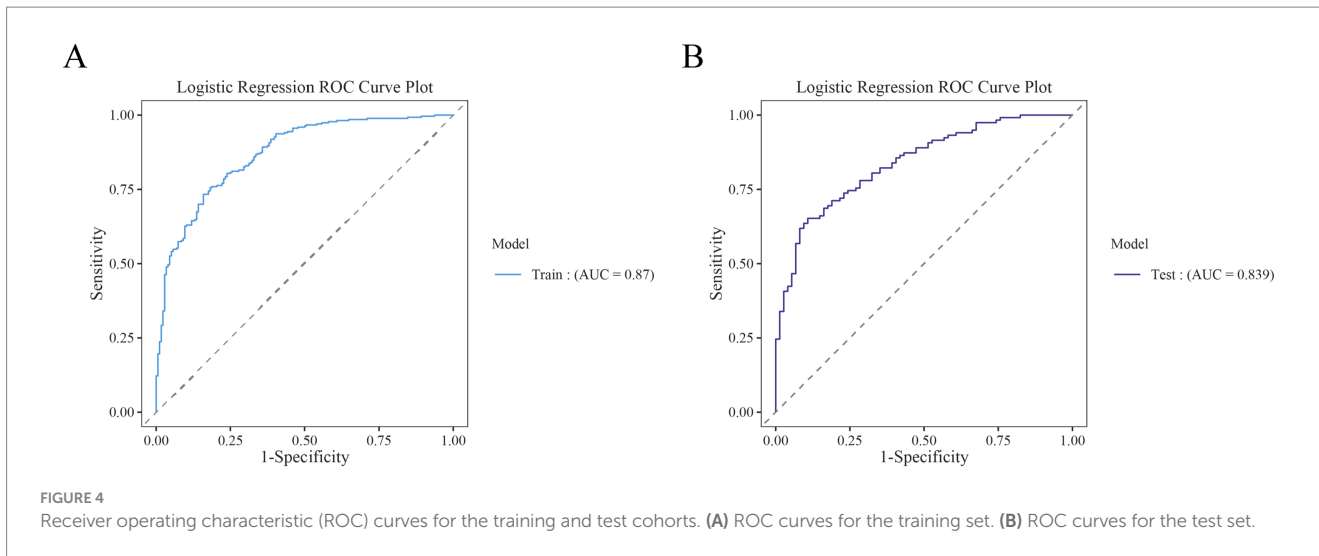 A
Logistic Regression ROC Curve Plot
1.00
0.75
0.50
0.25
0.00
Sensitivity
0.00 0.25 0.50 0.75 1.00
1-Specificity
Model
Train : (AUC = 0.87)
B
Logistic Regression ROC Curve Plot
1.00
0.75
0.50
0.25
0.00
Sensitivity
0.00 0.25 0.50 0.75 1.00
1-Specificity
Model
Test : (AUC = 0.839)
FIGURE 4
Receiver operating characteristic (ROC) curves for the training and test cohorts. (A) ROC curves for the training set. (B) ROC curves for the test set.